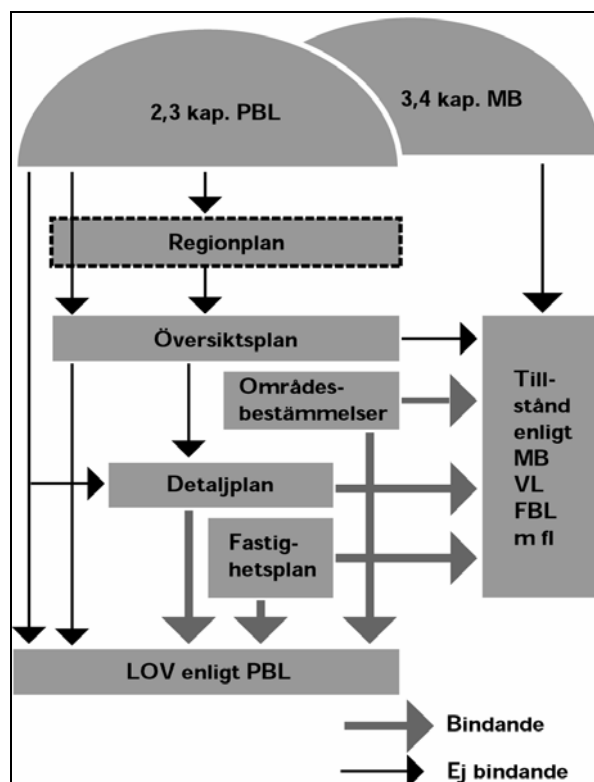 2,3 kap. PBL
3,4 kap. MB
Regionplan
Översiktsplan
Områdes-
bestämmelser
Detaljplan
Fastig-
hetsplan
Till-
stånd
enligt
MB
VL
FBL
m fl
LOV enligt PBL
Bindande
Ej bindande